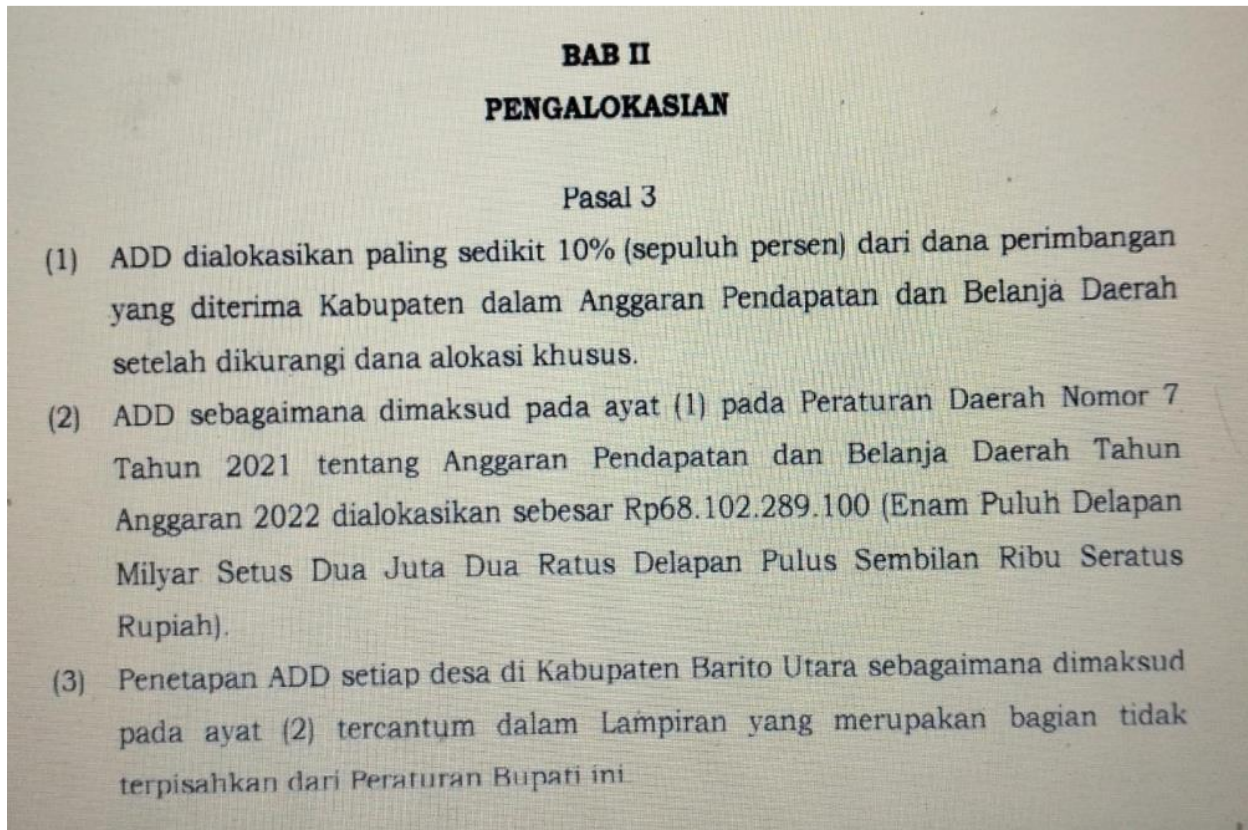 BAB II
PENGALOKASIAN
Pasal 3
(1) ADD dialokasikan paling sedikit 10% (sepuluh persen) dari dana perimbangan
yang diterima Kabupaten dalam Anggaran Pendapatan dan Belanja Daerah
setelah dikurangi dana alokasi khusus.
(2) ADD sebagaimana dimaksud pada ayat (1) pada Peraturan Daerah Nomor 7
Tahun 2021 tentang Anggaran Pendapatan dan Belanja Daerah Tahun
Anggaran 2022 dialokasikan sebesar Rp68.102.289.100 (Enam Puluh Delapan
Milyar Setus Dua Juta Dua Ratus Delapan Pulus Sembilan Ribu Seratus
Rupiah).
(3) Penetapan ADD setiap desa di Kabupaten Barito Utara sebagaimana dimaksud
pada ayat (2) tercantum dalam Lampiran yang merupakan bagian tidak
terpisahkan dari Peraturan Bupati ini